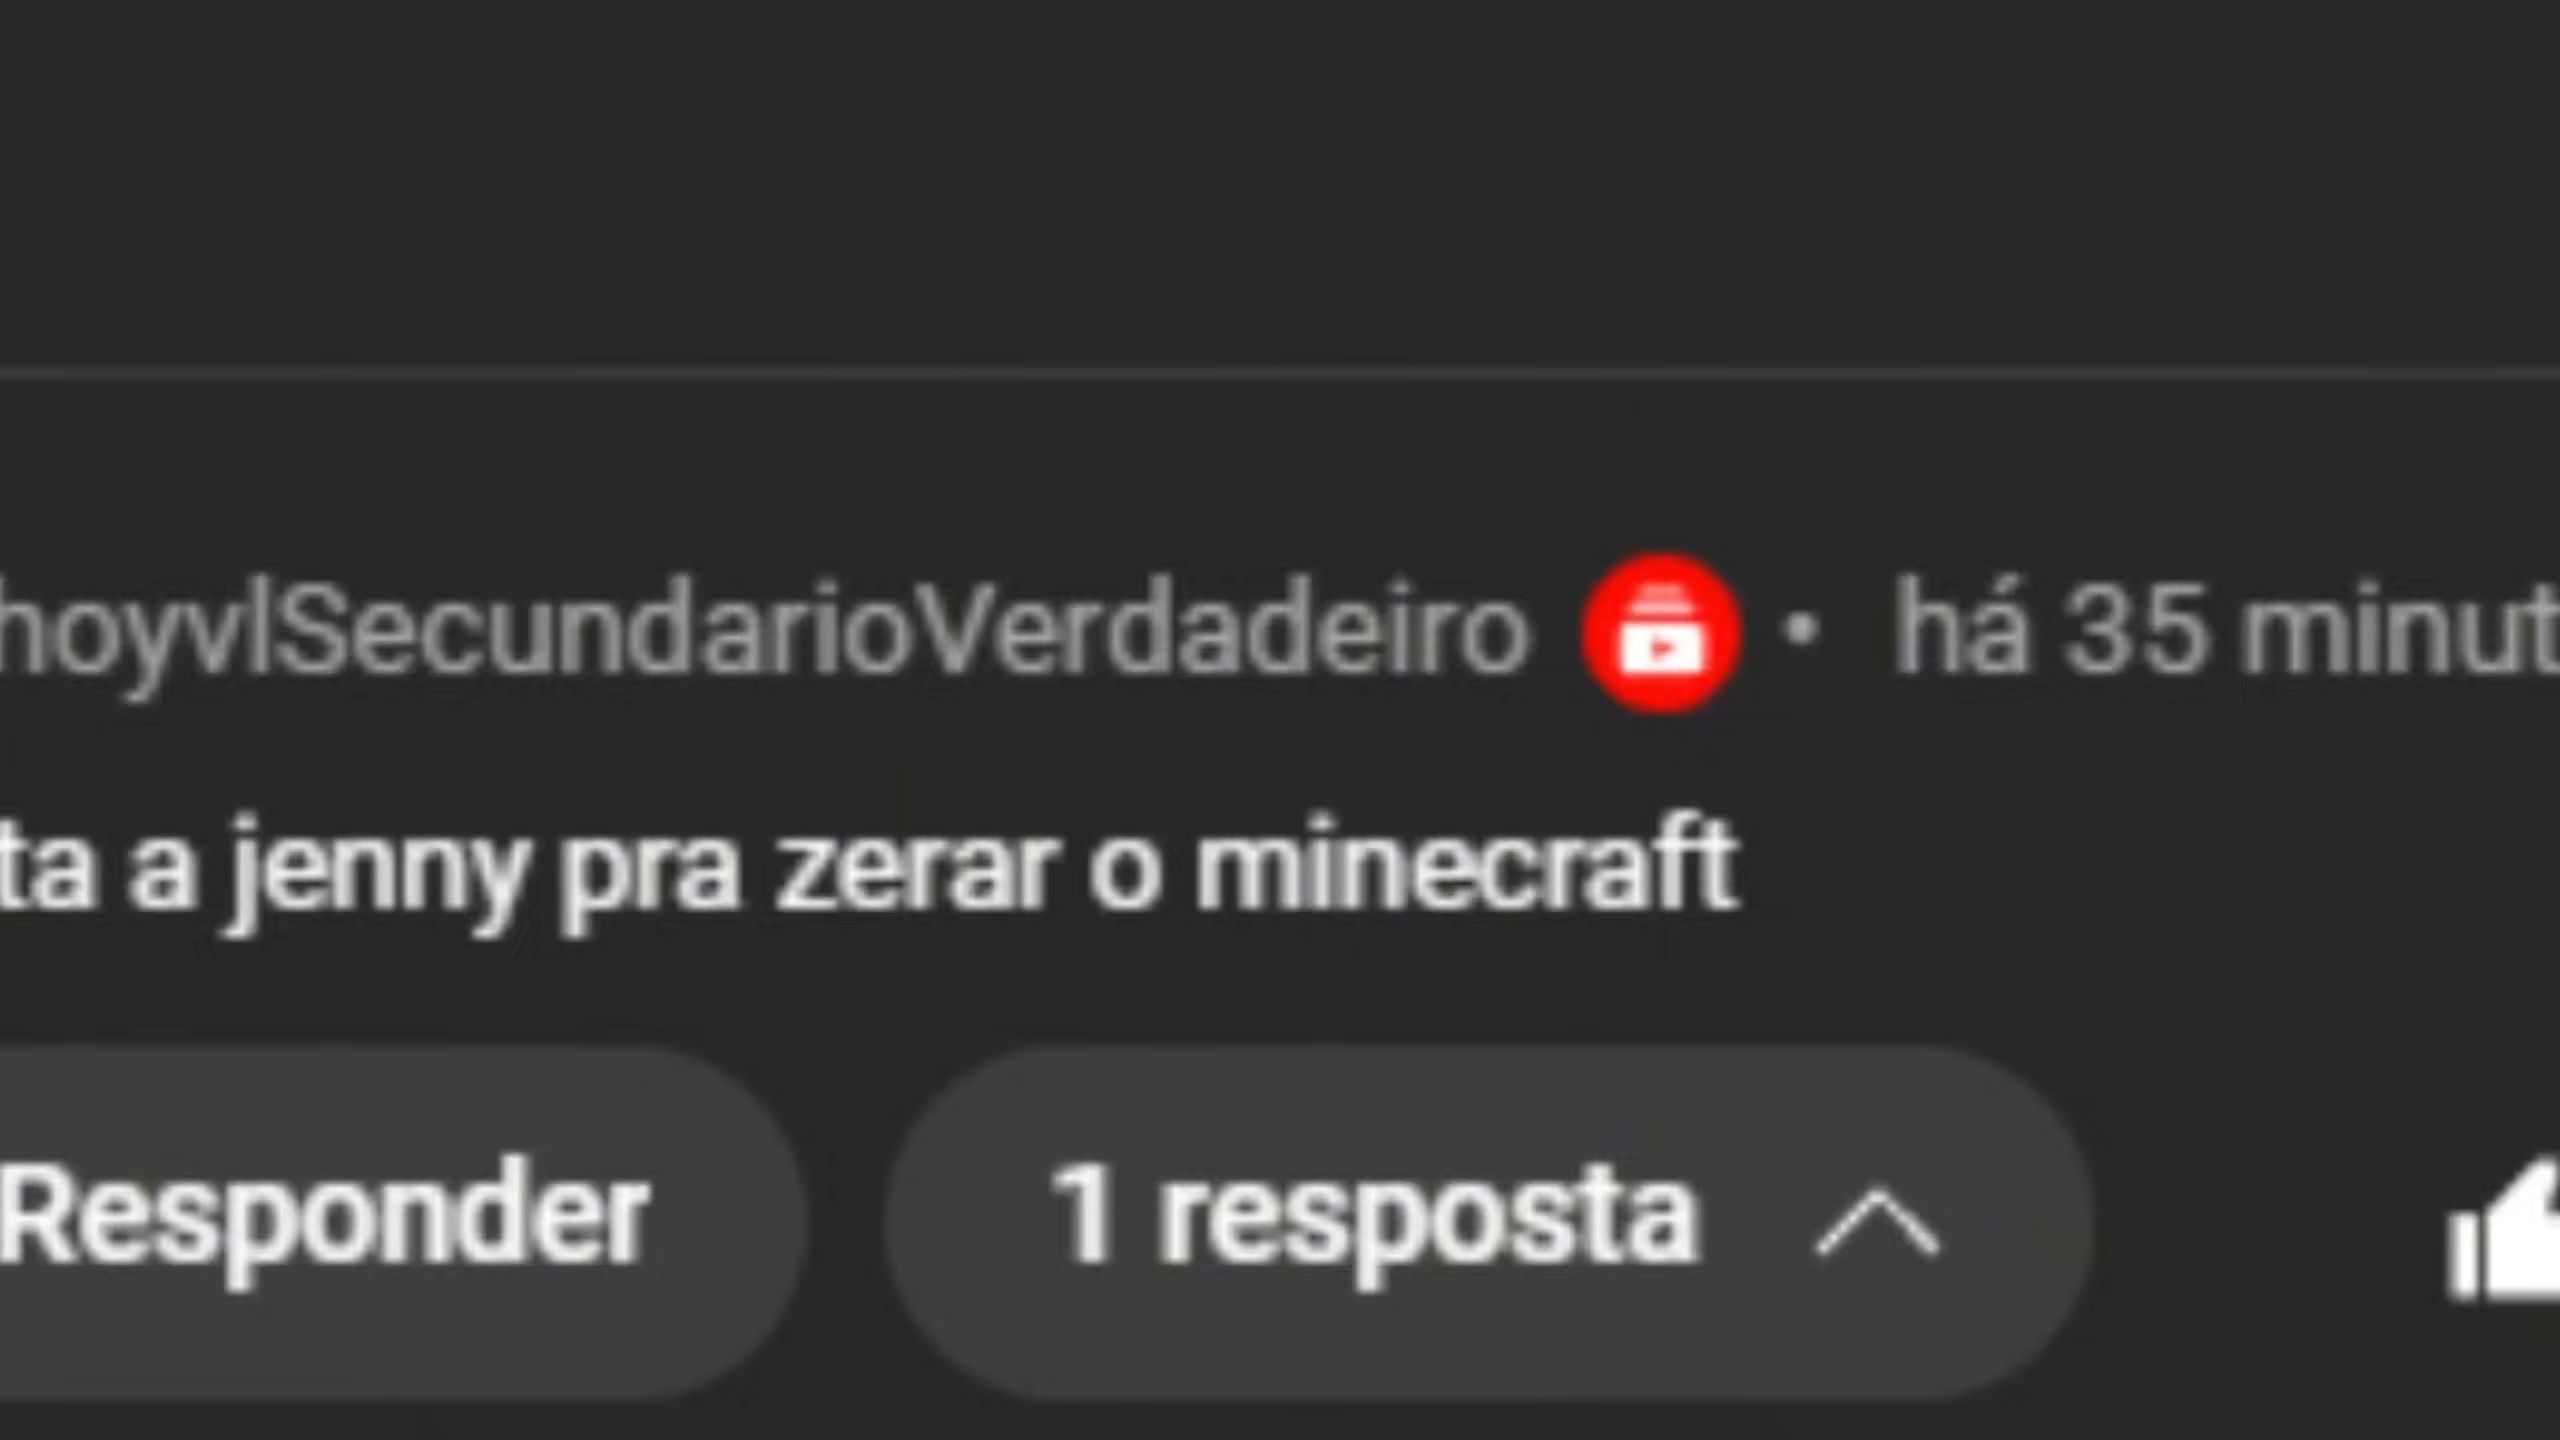 hoyvlSecundarioVerdadeiro • há 35 minut
ta a jenny pra zerar o minecraft
Responder 1 resposta